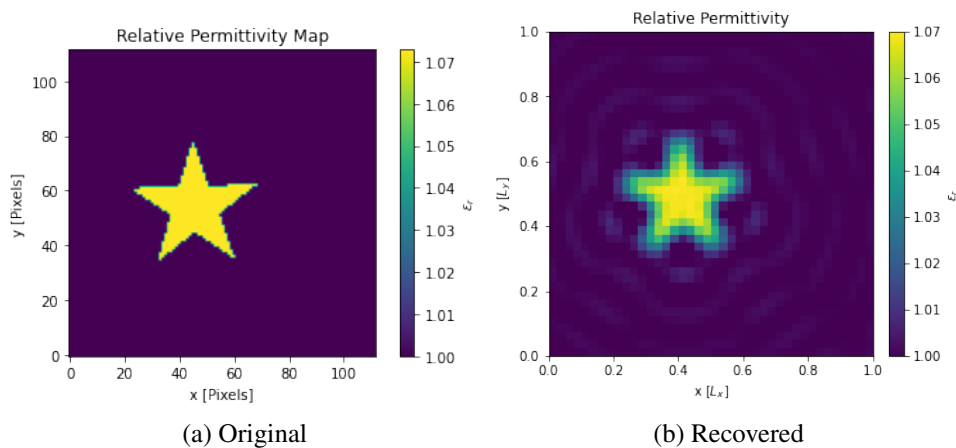 Relative Permittivity Map
100
80
60
40
20
0
y [Pixels]
0 20 40 60 80 100
x [Pixels]
1.07
1.06
1.05
1.04
1.03
1.02
1.01
1.00
εr
(a) Original
Relative Permittivity
1.0
0.8
0.6
0.4
0.2
0.0
y [Ly]
0.0 0.2 0.4 0.6 0.8 1.0
x [Lx]
1.07
1.06
1.05
1.04
1.03
1.02
1.01
1.00
εr
(b) Recovered